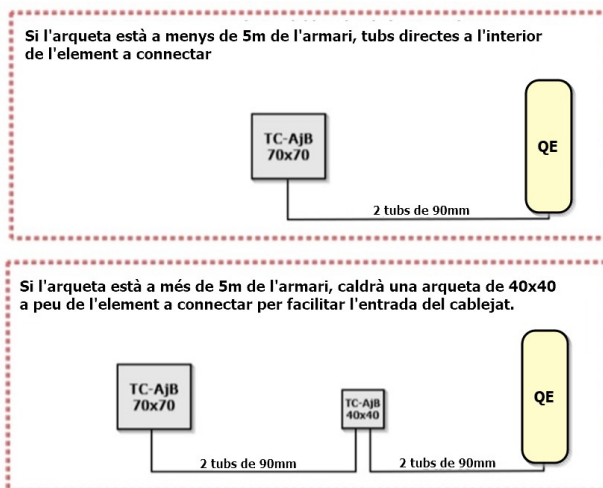 Si l'arqueta està a menys de 5m de l'armari, tubs directes a l'interior
de l'element a connectar
TC-AjB
70x70
QE
2 tubs de 90mm
Si l'arqueta està a més de 5m de l'armari, caldrà una arqueta de 40x40
a peu de l'element a connectar per facilitar l'entrada del cablejat.
TC-AjB
70x70
TC-AjB
40x40
QE
2 tubs de 90mm
2 tubs de 90mm